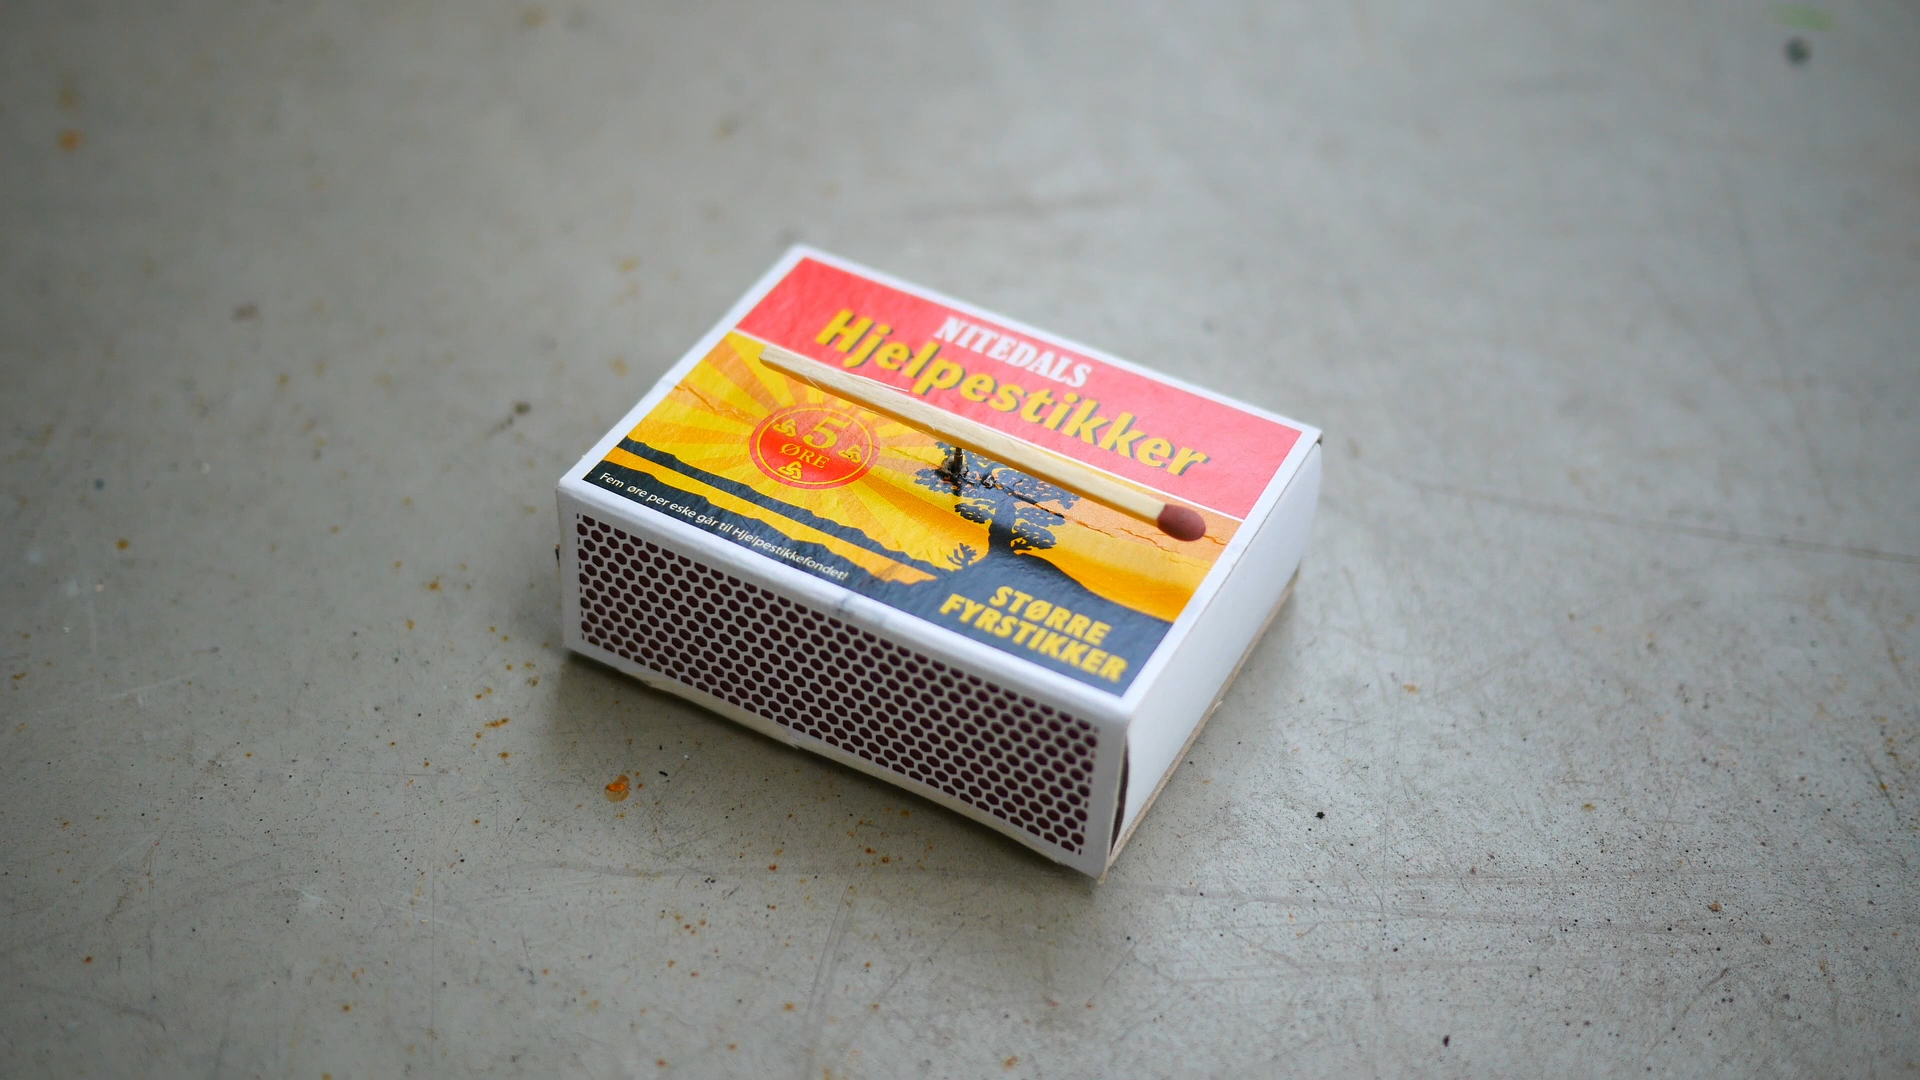 NITEDALS
Hjelpestikker
5
ØRE
Fem øre per eske går til Hjelpestikkefondet!
STØRRE
FYRSTIKKER